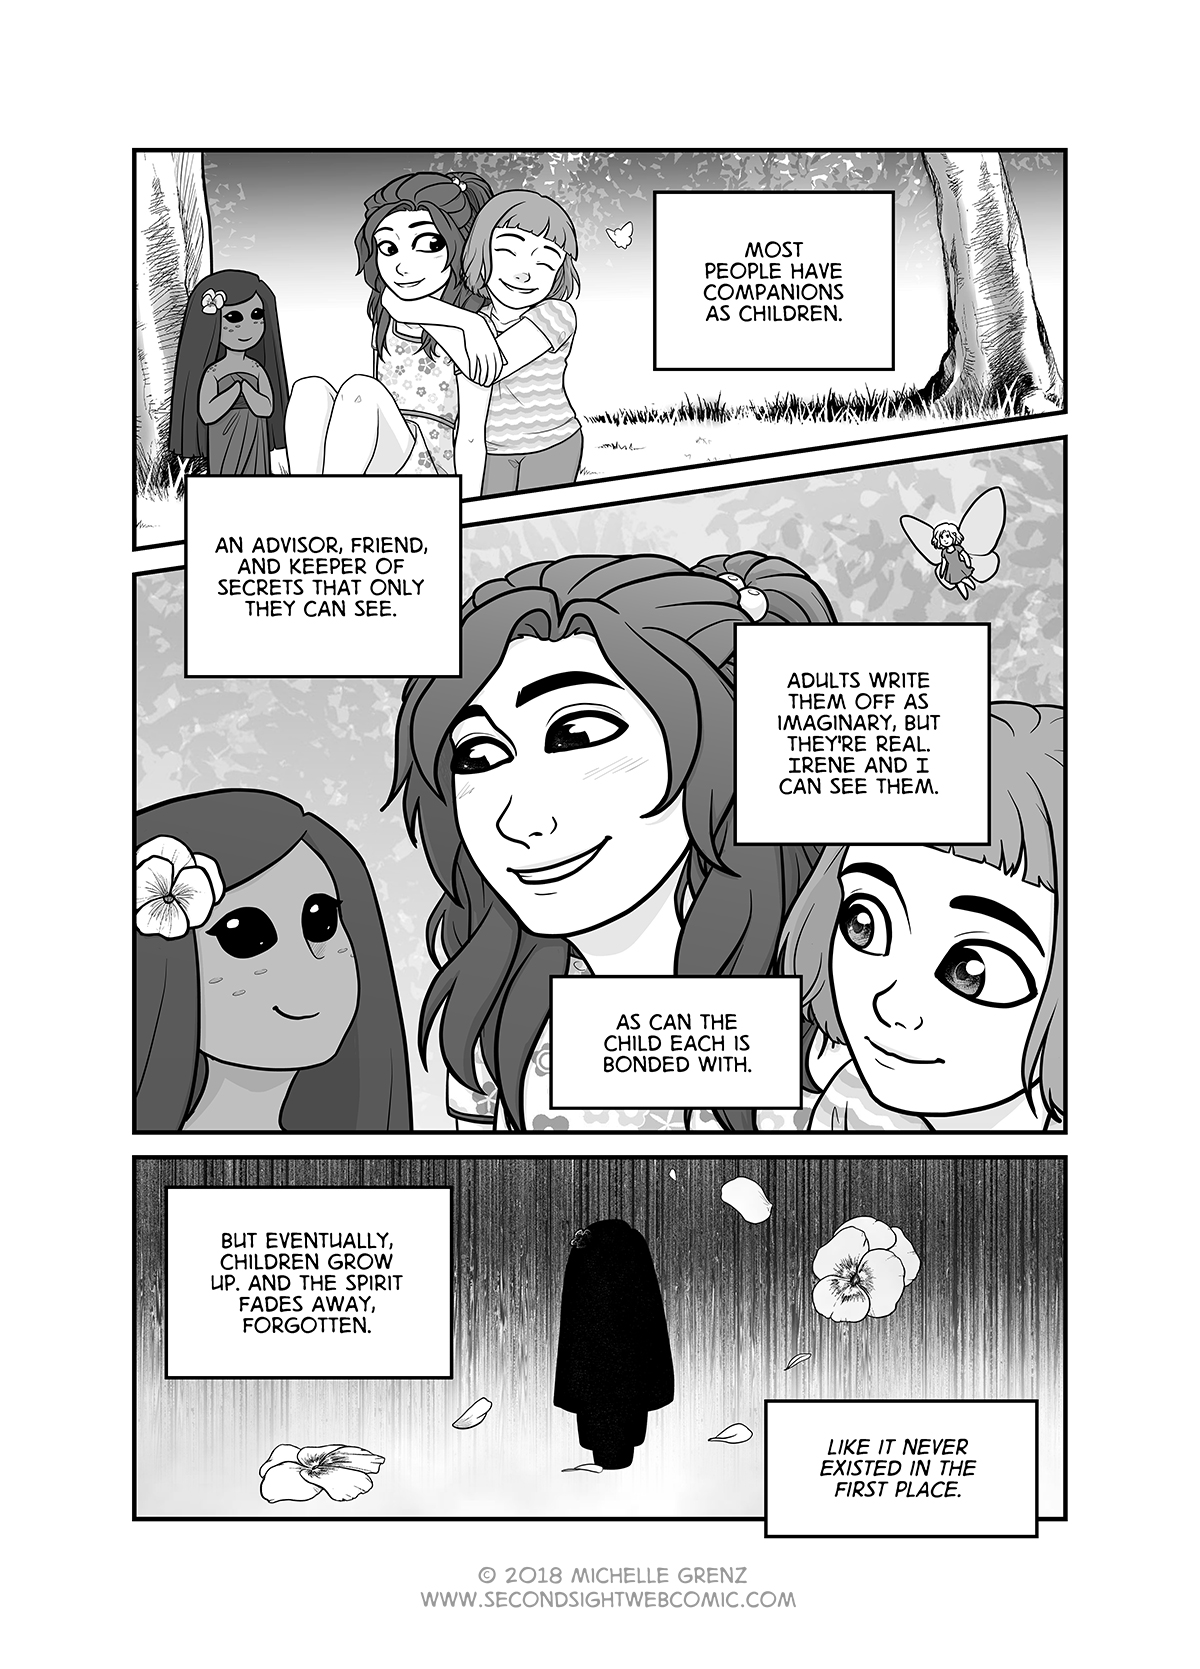 MOST
PEOPLE HAVE
COMPANIONS
AS CHILDREN.
AN ADVISOR, FRIEND,
AND KEEPER OF
SECRETS THAT ONLY
THEY CAN SEE.
ADULTS WRITE
THEM OFF AS
IMAGINARY, BUT
THEY'RE REAL.
IRENE AND I
CAN SEE THEM.
AS CAN THE
CHILD EACH IS
BONDED WITH.
BUT EVENTUALLY,
CHILDREN GROW
UP. AND THE SPIRIT
FADES AWAY,
FORGOTTEN.
LIKE IT NEVER
EXISTED IN THE
FIRST PLACE.
© 2018 MICHELLE GRENZ
WWW.SECONDSIGHTWEBCOMIC.COM